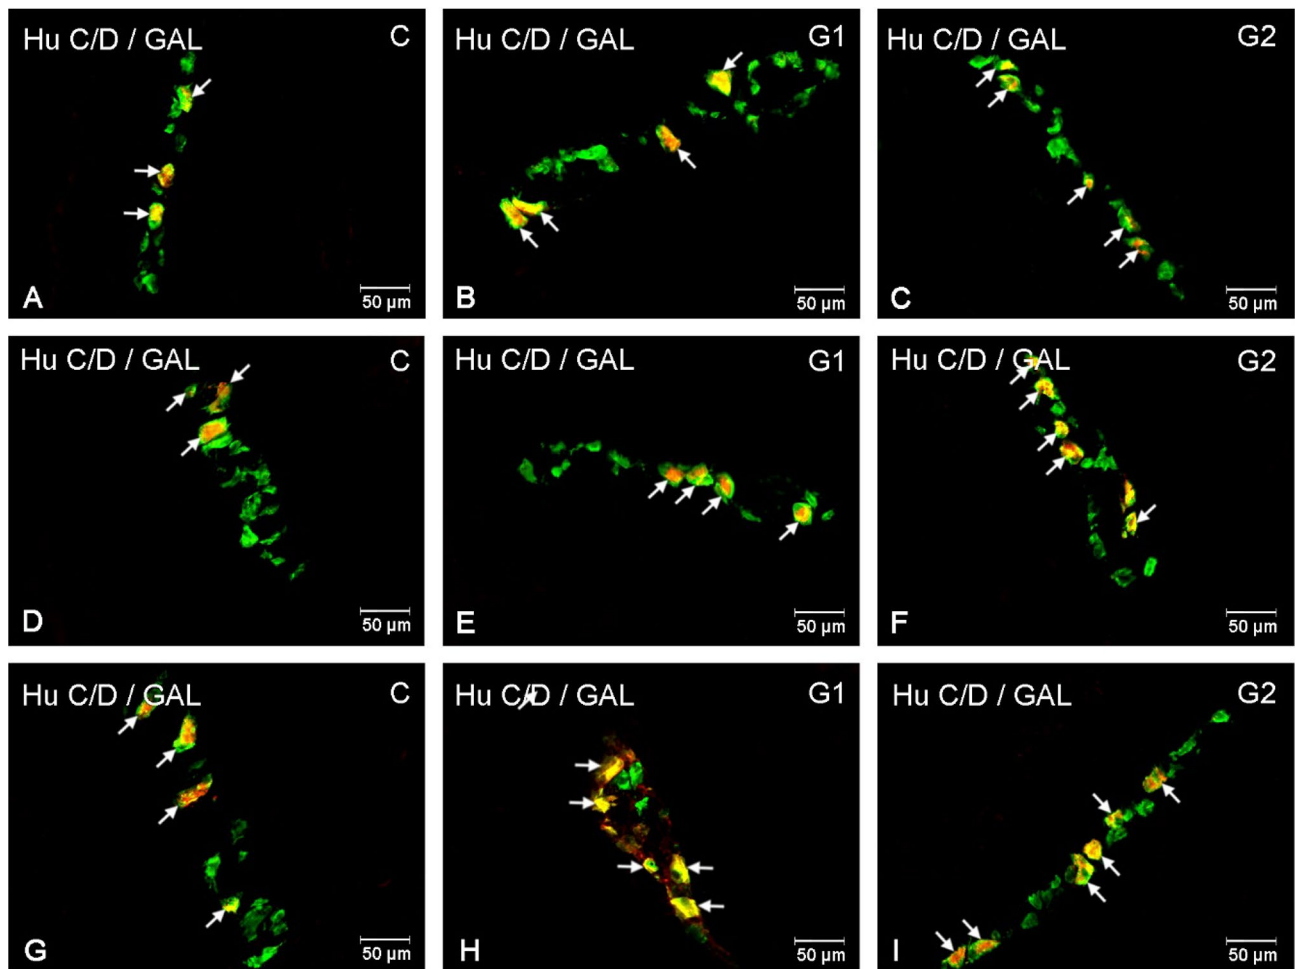 Hu C/D / GAL C
A 50 µm
Hu C/D / GAL G1
B 50 µm
Hu C/D / GAL G2
C 50 µm
Hu C/D / GAL C
D 50 µm
Hu C/D / GAL G1
E 50 µm
Hu C/D / GAL G2
F 50 µm
Hu C/D / GAL C
G 50 µm
Hu C/D / GAL G1
H 50 µm
Hu C/D / GAL G2
I 50 µm